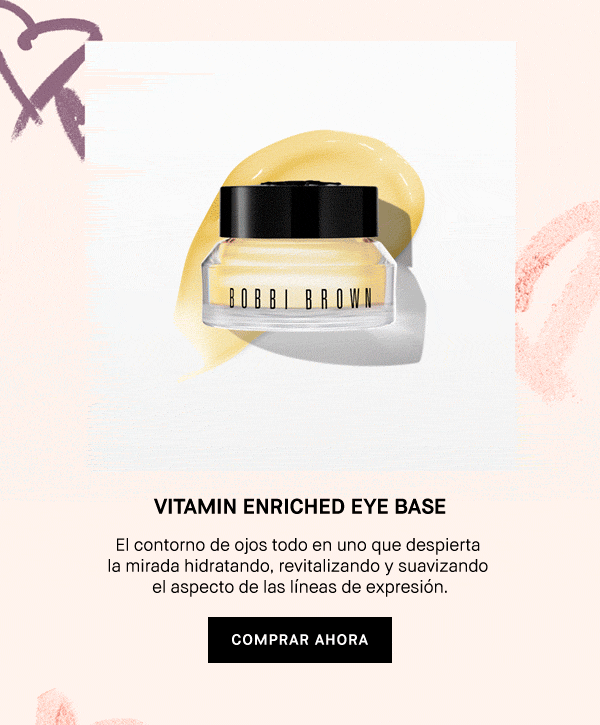 BOBBI BROWN
VITAMIN ENRICHED EYE BASE
El contorno de ojos todo en uno que despierta
la mirada hidratando, revitalizando y suavizando
el aspecto de las líneas de expresión.
COMPRAR AHORA